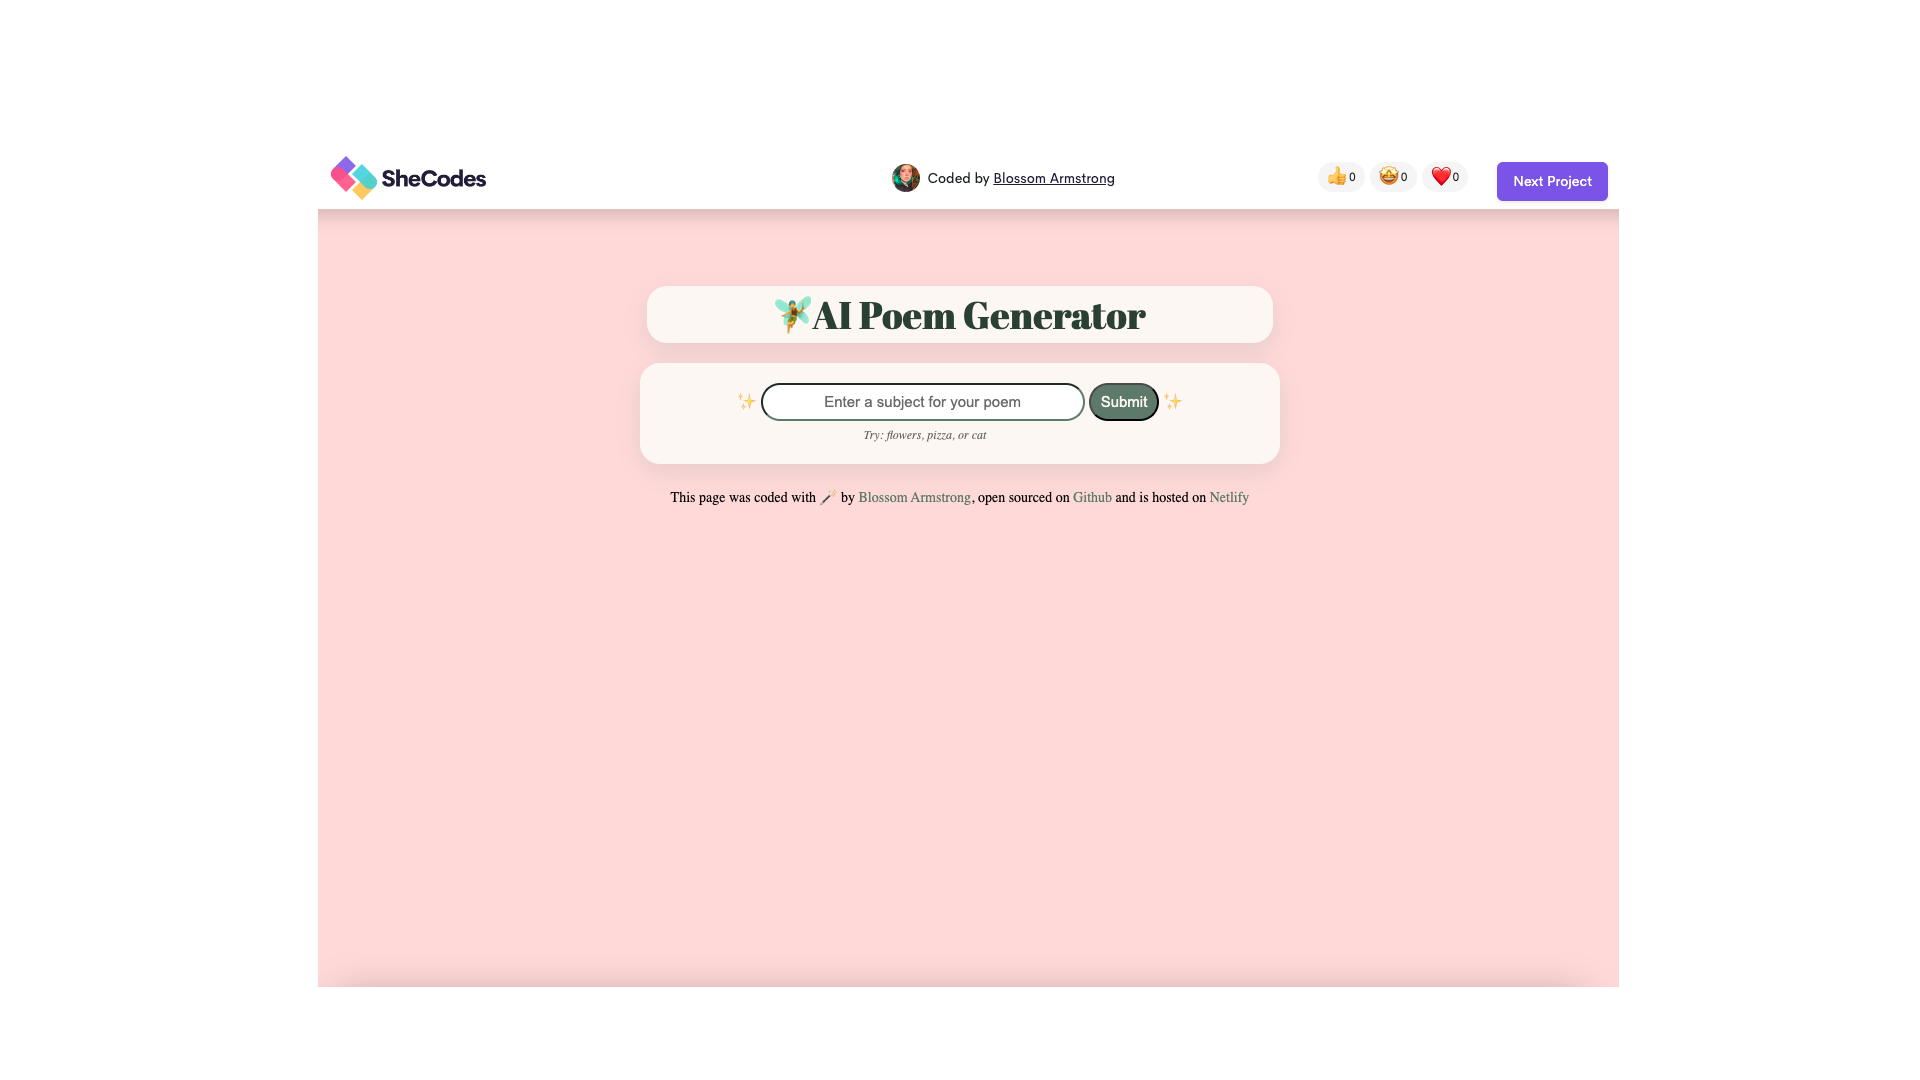 SheCodes
Coded by Blossom Armstrong
👍0 🤩0 ❤️0
Next Project
🧚AI Poem Generator
✨ Enter a subject for your poem Submit ✨
Try: flowers, pizza, or cat
This page was coded with 🪄 by Blossom Armstrong, open sourced on Github and is hosted on Netlify